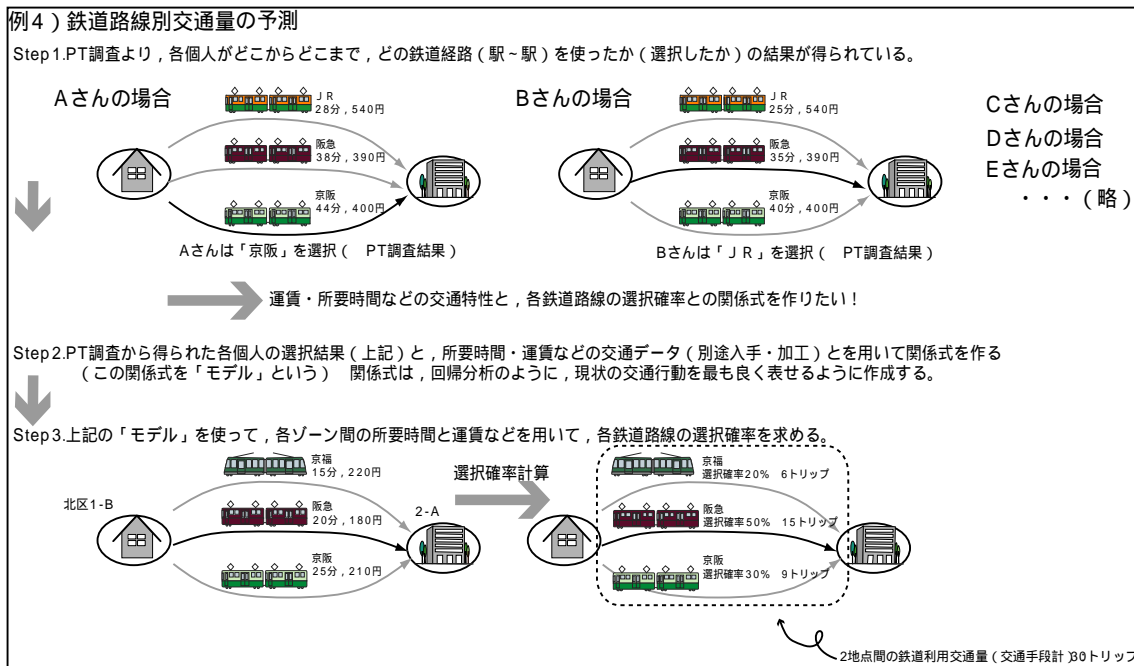 例4）鉄道路線別交通量の予測
Step1.PT調査より，各個人がどこからどこまで，どの鉄道経路（駅~駅）を使ったか（選択したか）の結果が得られている。
Aさんの場合
ＪＲ
28分，540円
阪急
38分，390円
京阪
44分，400円
Aさんは「京阪」を選択（　PT調査結果）
Bさんの場合
ＪＲ
25分，540円
阪急
35分，390円
京阪
40分，400円
Bさんは「ＪＲ」を選択（　PT調査結果）
Cさんの場合
Dさんの場合
Eさんの場合
・・・（略）
運賃・所要時間などの交通特性と，各鉄道路線の選択確率との関係式を作りたい！
Step2.PT調査から得られた各個人の選択結果（上記）と，所要時間・運賃などの交通データ（別途入手・加工）とを用いて関係式を作る
（この関係式を「モデル」という）　関係式は，回帰分析のように，現状の交通行動を最も良く表せるように作成する。
Step3.上記の「モデル」を使って，各ゾーン間の所要時間と運賃などを用いて，各鉄道路線の選択確率を求める。
北区1-B
京福
15分，220円
阪急
20分，180円
京阪
25分，210円
2-A
選択確率計算
京福
選択確率20%　6トリップ
阪急
選択確率50%　15トリップ
京阪
選択確率30%　9トリップ
2地点間の鉄道利用交通量（交通手段計）30トリップ